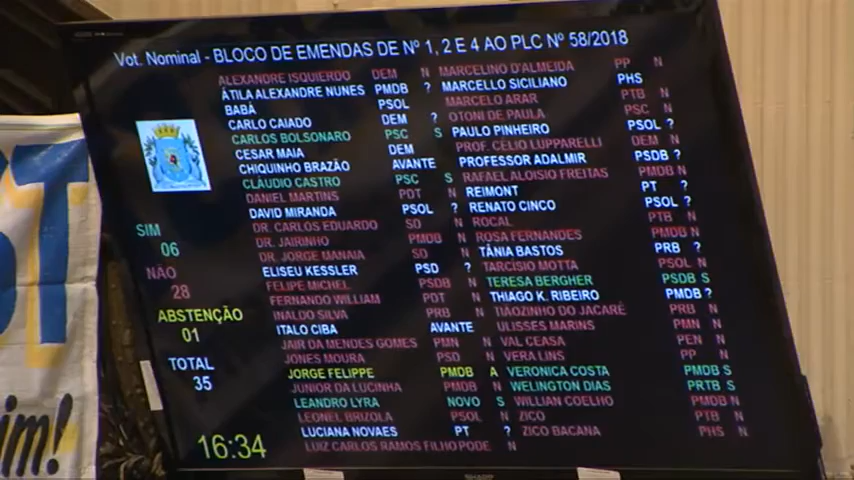 Vot. Nominal - BLOCO DE EMENDAS DE Nº 1, 2 E 4 AO PLC Nº 58/2018
ALEXANDRE ISQUIERDO DEM N MARCELINO D'ALMEIDA PP N
ÁTILA ALEXANDRE NUNES PMDB ? MARCELLO SICILIANO PHS
BABÁ PSOL MARCELO ARAR PTB N
CARLO CAIADO DEM ? OTONI DE PAULA PSC N
CARLOS BOLSONARO PSC S PAULO PINHEIRO PSOL ?
CESAR MAIA DEM PROF. CÉLIO LUPPARELLI DEM N
CHIQUINHO BRAZÃO AVANTE PROFESSOR ADALMIR PSDB ?
CLÁUDIO CASTRO PSC S RAFAEL ALOISIO FREITAS PMDB N
DANIEL MARTINS PDT N REIMONT PT ?
DAVID MIRANDA PSOL ? RENATO CINCO PSOL ?
DR. CARLOS EDUARDO SD N ROCAL PTB N
DR. JAIRINHO PMDB N ROSA FERNANDES PMDB N
DR. JORGE MANAIA SD N TÂNIA BASTOS PRB ?
ELISEU KESSLER PSD ? TARCÍSIO MOTTA PSOL N
FELIPE MICHEL PSDB N TERESA BERGHER PSDB S
FERNANDO WILLIAM PDT N THIAGO K. RIBEIRO PMDB ?
INALDO SILVA PRB N TIÃOZINHO DO JACARÉ PRB N
ITALO CIBA AVANTE ULISSES MARINS PMN N
JAIR DA MENDES GOMES PMN N VAL CEASA PEN N
JONES MOURA PSD N VERA LINS PP N
JORGE FELIPPE PMDB A VERONICA COSTA PMDB S
JUNIOR DA LUCINHA PMDB N WELINGTON DIAS PRTB S
LEANDRO LYRA NOVO S WILLIAN COELHO PMDB N
LEONEL BRIZOLA PSOL N ZICO PTB N
LUCIANA NOVAES PT ? ZICO BACANA PHS N
LUIZ CARLOS RAMOS FILHO PODE N
SIM
06
NÃO
28
ABSTENÇÃO
01
TOTAL
35
16:34
im!